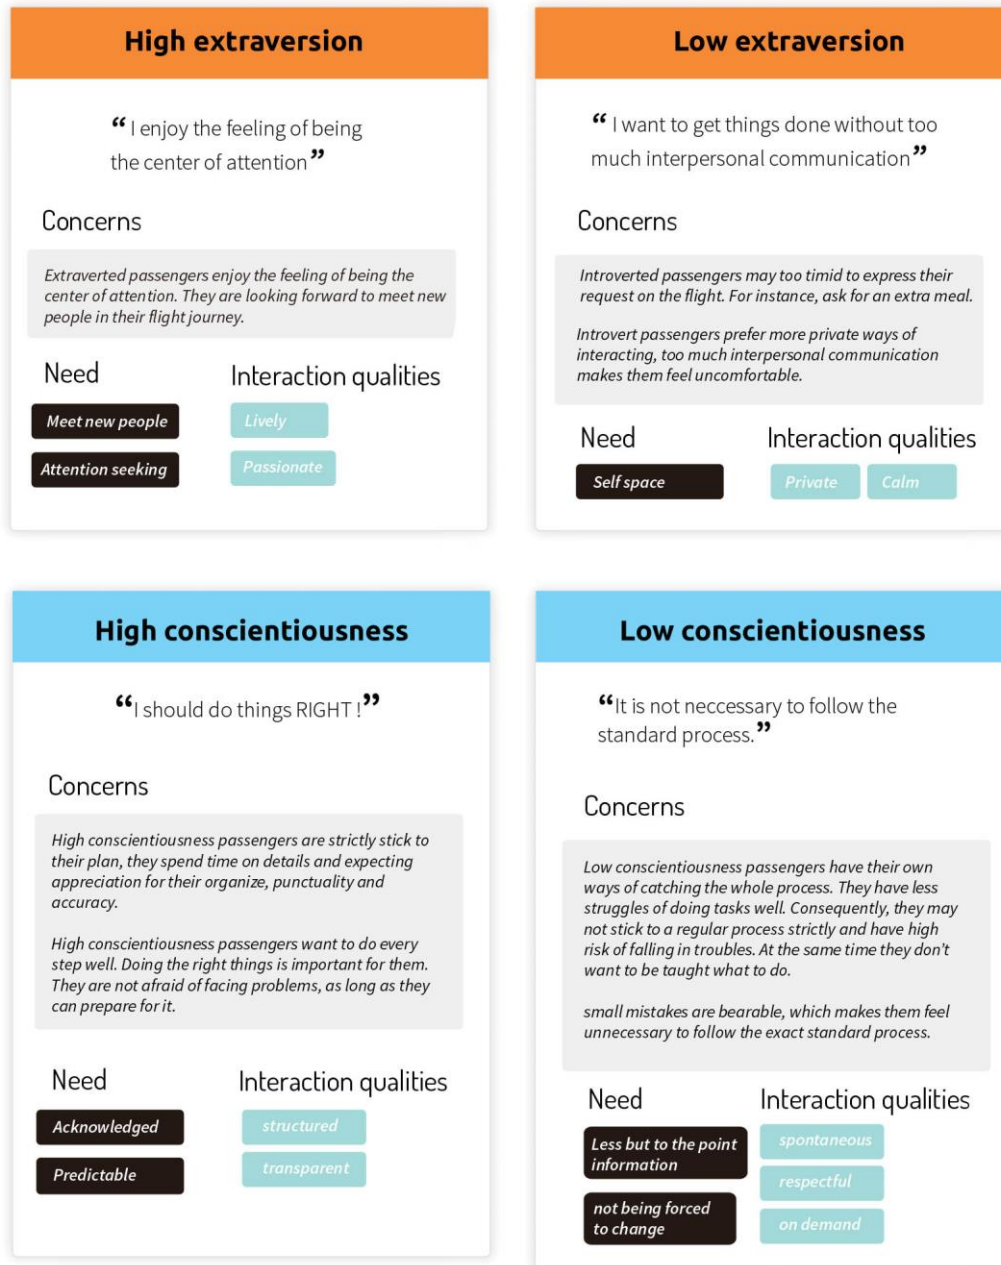 High extraversion
“ I enjoy the feeling of being
the center of attention ”
Concerns
Extraverted passengers enjoy the feeling of being the
center of attention. They are looking forward to meet new
people in their flight journey.
Need
Interaction qualities
Meet new people
Lively
Attention seeking
Passionate
Low extraversion
“ I want to get things done without too
much interpersonal communication ”
Concerns
Introverted passengers may too timid to express their
request on the flight. For instance, ask for an extra meal.
Introvert passengers prefer more private ways of
interacting, too much interpersonal communication
makes them feel uncomfortable.
Need
Interaction qualities
Self space
Private
Calm
High conscientiousness
“I should do things RIGHT !”
Concerns
High conscientiousness passengers are strictly stick to
their plan, they spend time on details and expecting
appreciation for their organize, punctuality and
accuracy.
High conscientiousness passengers want to do every
step well. Doing the right things is important for them.
They are not afraid of facing problems, as long as they
can prepare for it.
Need
Interaction qualities
Acknowledged
structured
Predictable
transparent
Low conscientiousness
“It is not neccessary to follow the
standard process.”
Concerns
Low conscientiousness passengers have their own
ways of catching the whole process. They have less
struggles of doing tasks well. Consequently, they may
not stick to a regular process strictly and have high
risk of falling in troubles. At the same time they don’t
want to be taught what to do.
small mistakes are bearable, which makes them feel
unnecessary to follow the exact standard process.
Need
Interaction qualities
Less but to the point
information
not being forced
to change
spontaneous
respectful
on demand